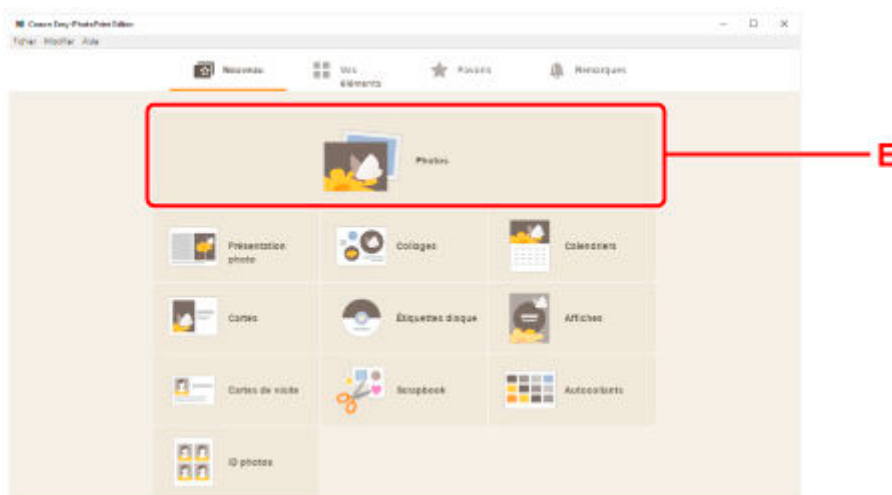 Canon Easy-PhotoPrint Editor
Fichier Modifier Aide
Nouveau
Vos
éléments
Favoris
Remarques
Photos
E
Présentation
photo
Collages
Calendriers
Cartes
Étiquettes disque
Affiches
Cartes de visite
Scrapbook
Autocollants
ID photos